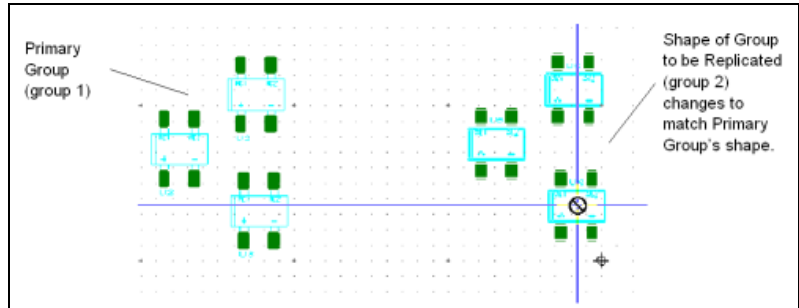 Primary
Group
(group 1)
Shape of Group
to be Replicated
(group 2)
changes to
match Primary
Group's shape.